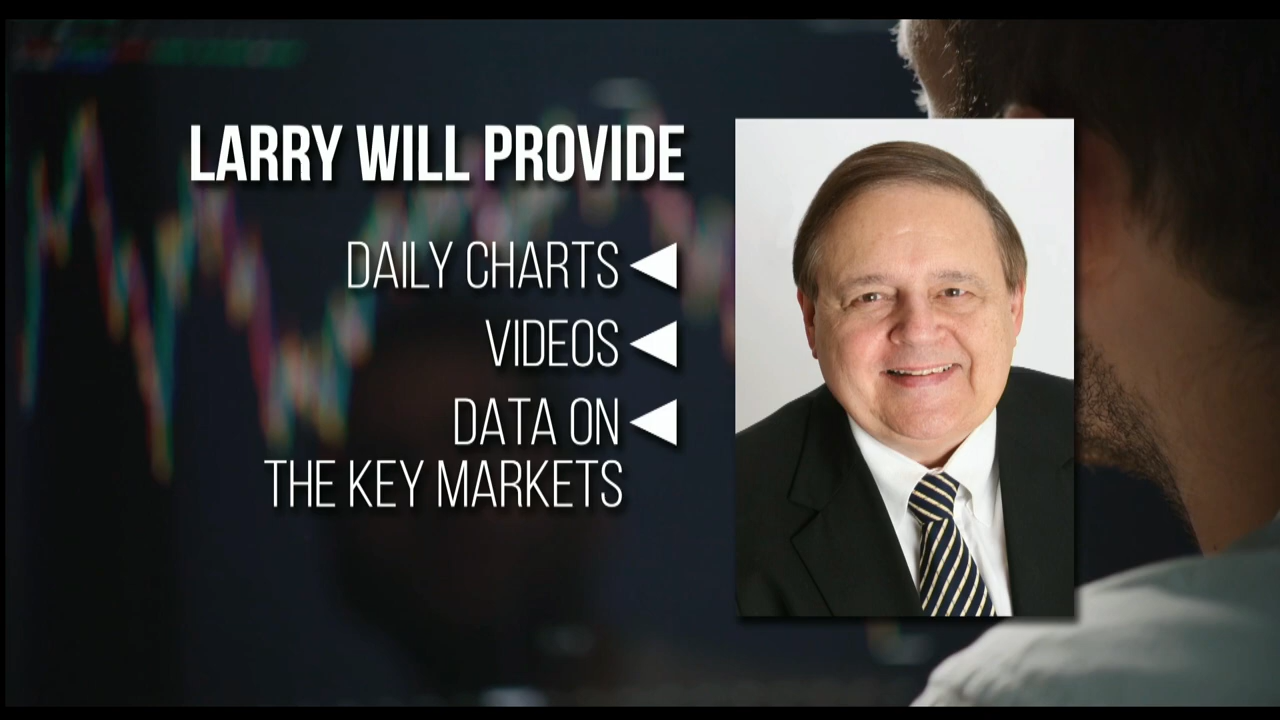 LARRY WILL PROVIDE
DAILY CHARTS
VIDEOS
DATA ON
THE KEY MARKETS